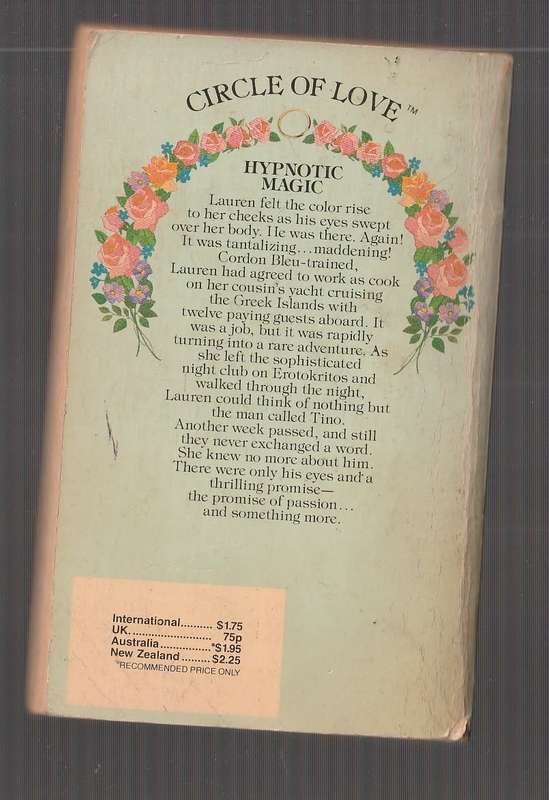 CIRCLE OF LOVE™
HYPNOTIC
MAGIC
Lauren felt the color rise
to her cheeks as his eyes swept
over her body. He was there. Again!
It was tantalizing...maddening!
Cordon Bleu-trained,
Lauren had agreed to work as cook
on her cousin's yacht cruising
the Greek Islands with
twelve paying guests aboard. It
was a job, but it was rapidly
turning into a rare adventure. As
she left the sophisticated
night club on Erotokritos and
walked through the night,
Lauren could think of nothing but
the man called Tino.
Another week passed, and still
they never exchanged a word.
She knew no more about him.
There were only his eyes and a
thrilling promise—
the promise of passion...
and something more.
International.......... $1.75
UK. ........................ 75p
Australia................*$1.95
New Zealand ......... $2.25
*RECOMMENDED PRICE ONLY